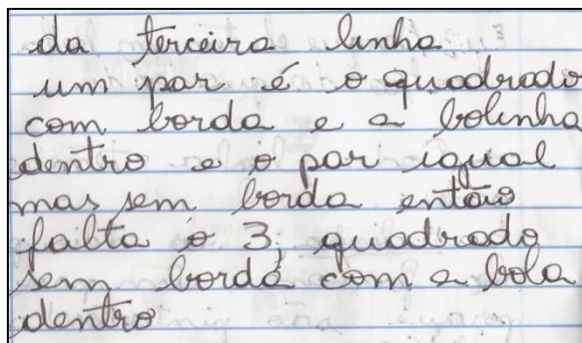 da terceira linha
um par é o quadrado
com borda e a bolinha
dentro e o par igual
mas sem borda então
falta o 3, quadrado
sem borda com a bola
dentro